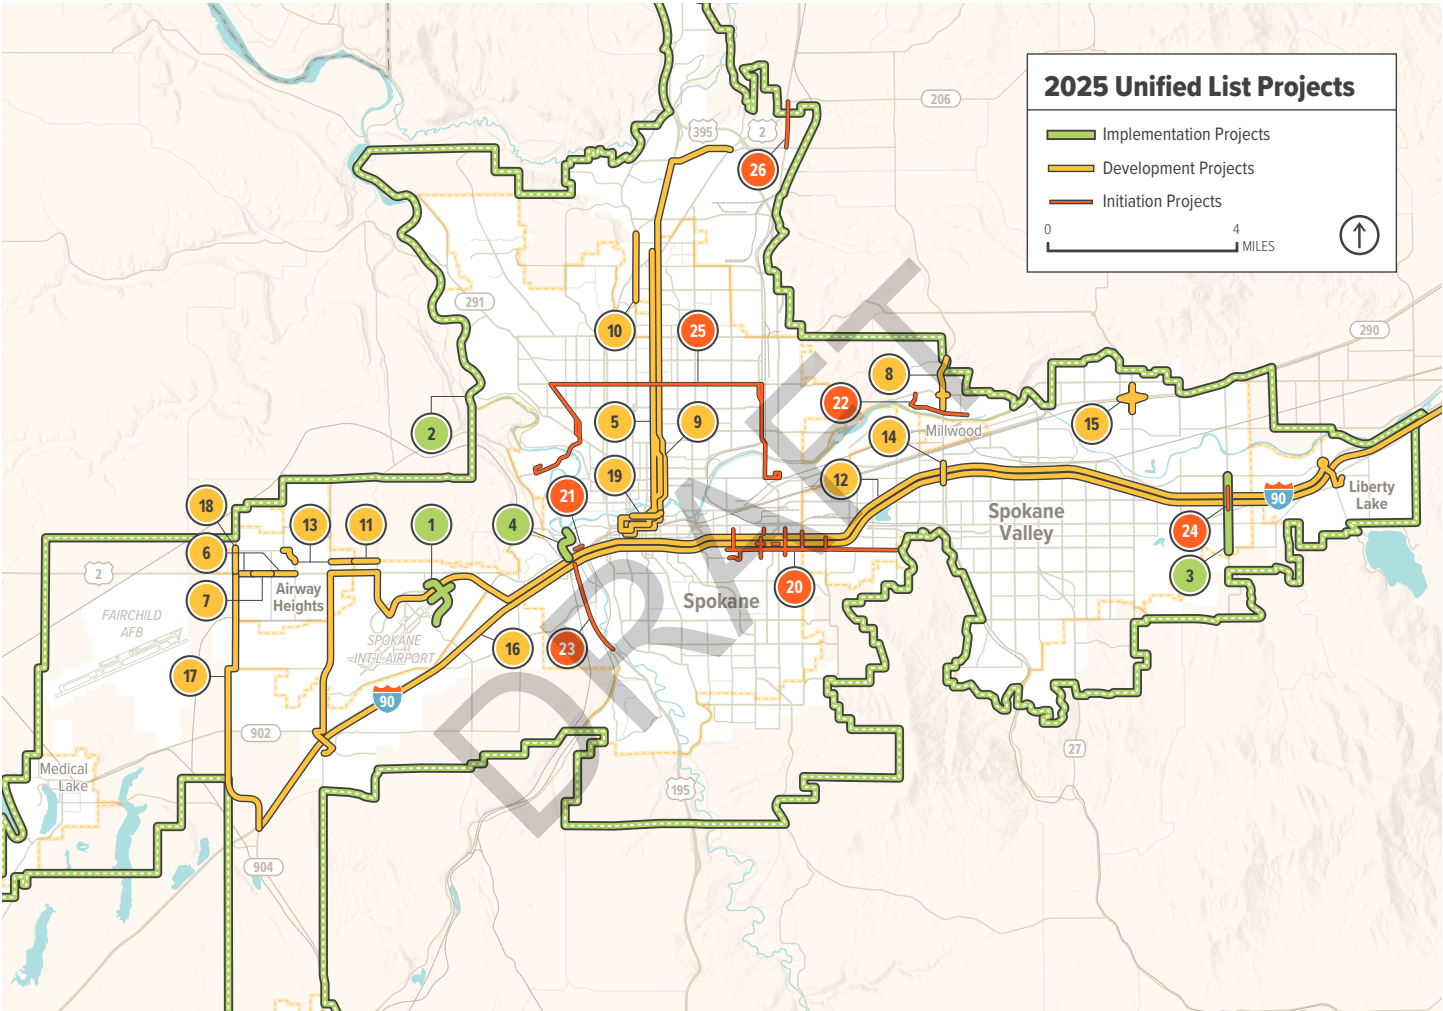 2025 Unified List Projects
Implementation Projects
Development Projects
Initiation Projects
0 4
MILES
206
395
2
26
291
290
10
25
8
22
15
2
5
9
14
Millwood
19
12
18
21
90
Liberty
Lake
13
11
1
4
Spokane
Valley
24
6
2
3
7
Airway
Heights
20
Spokane
FAIRCHILD
AFB
SPOKANE
INT'L AIRPORT
16
23
17
90
902
27
Medical
Lake
195
904
DRAFT